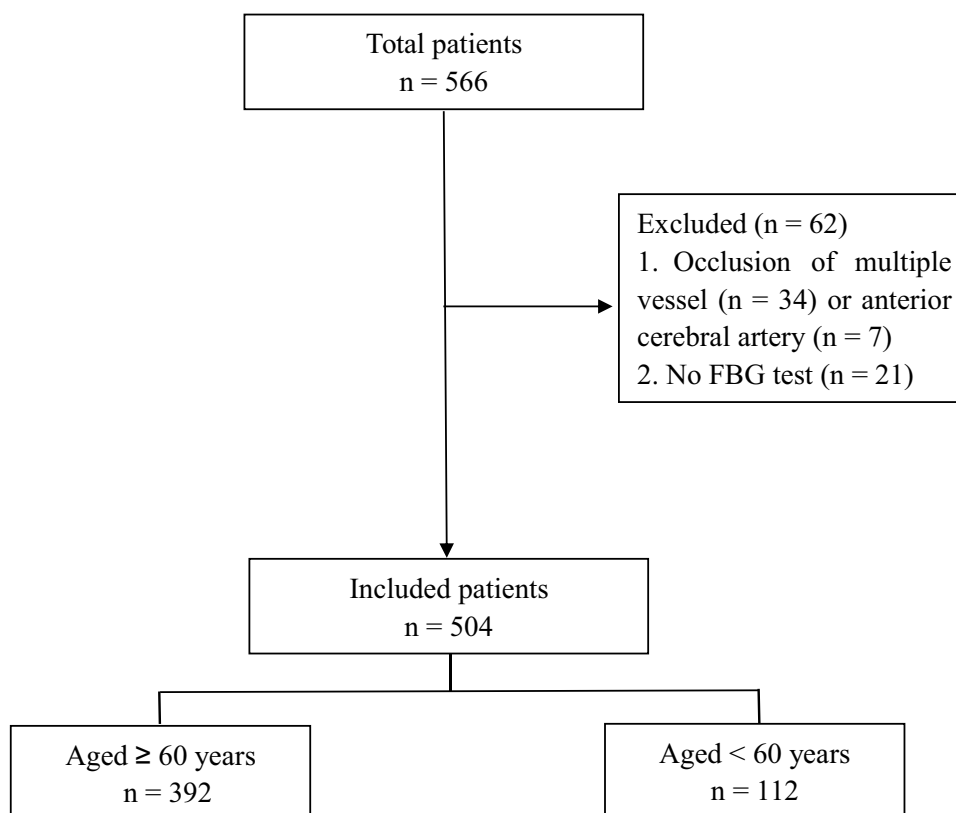 Total patients
n = 566
Excluded (n = 62)
1. Occlusion of multiple
vessel (n = 34) or anterior
cerebral artery (n = 7)
2. No FBG test (n = 21)
Included patients
n = 504
Aged ≥ 60 years
n = 392
Aged < 60 years
n = 112